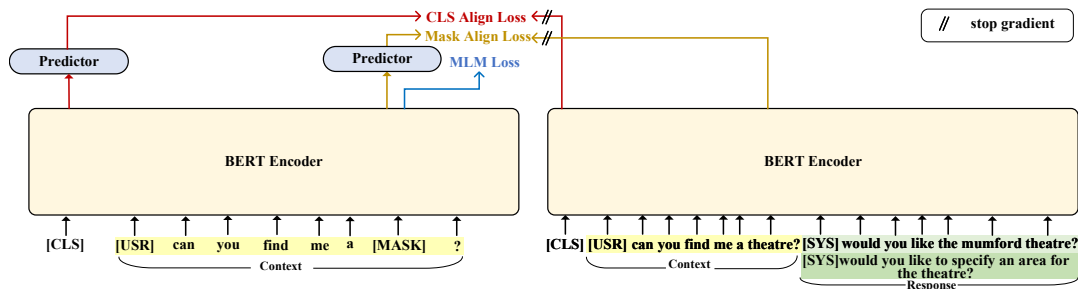 CLS Align Loss
stop gradient
Mask Align Loss
Predictor
Predictor
MLM Loss
BERT Encoder
BERT Encoder
[CLS] [USR] can you find me a [MASK] ?
Context
[CLS] [USR] can you find me a theatre? [SYS] would you like the mumford theatre?
[SYS]would you like to specify an area for
the theatre?
Context
Response